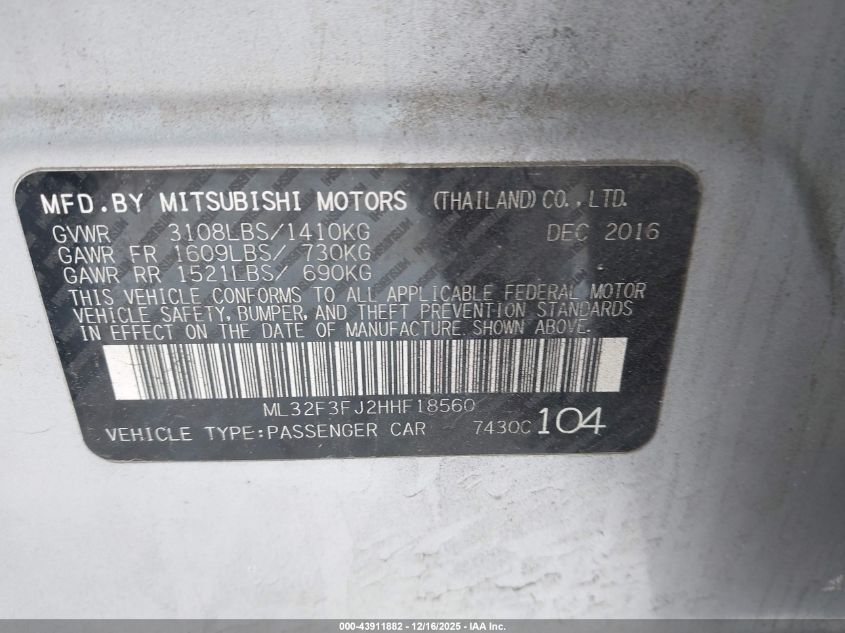 MFD.BY MITSUBISHI MOTORS (THAILAND) CO., LTD.
GVWR 3108LBS/1410KG DEC 2016
GAWR FR 1609LBS/ 730KG
GAWR RR 1521LBS/ 690KG
THIS VEHICLE CONFORMS TO ALL APPLICABLE FEDERAL MOTOR
VEHICLE SAFETY, BUMPER, AND THEFT PREVENTION STANDARDS
IN EFFECT ON THE DATE OF MANUFACTURE SHOWN ABOVE.
ML32F3FJ2HHF18560
VEHICLE TYPE:PASSENGER CAR 7430C 104
000-43911882 - 12/16/2025 - IAA Inc.